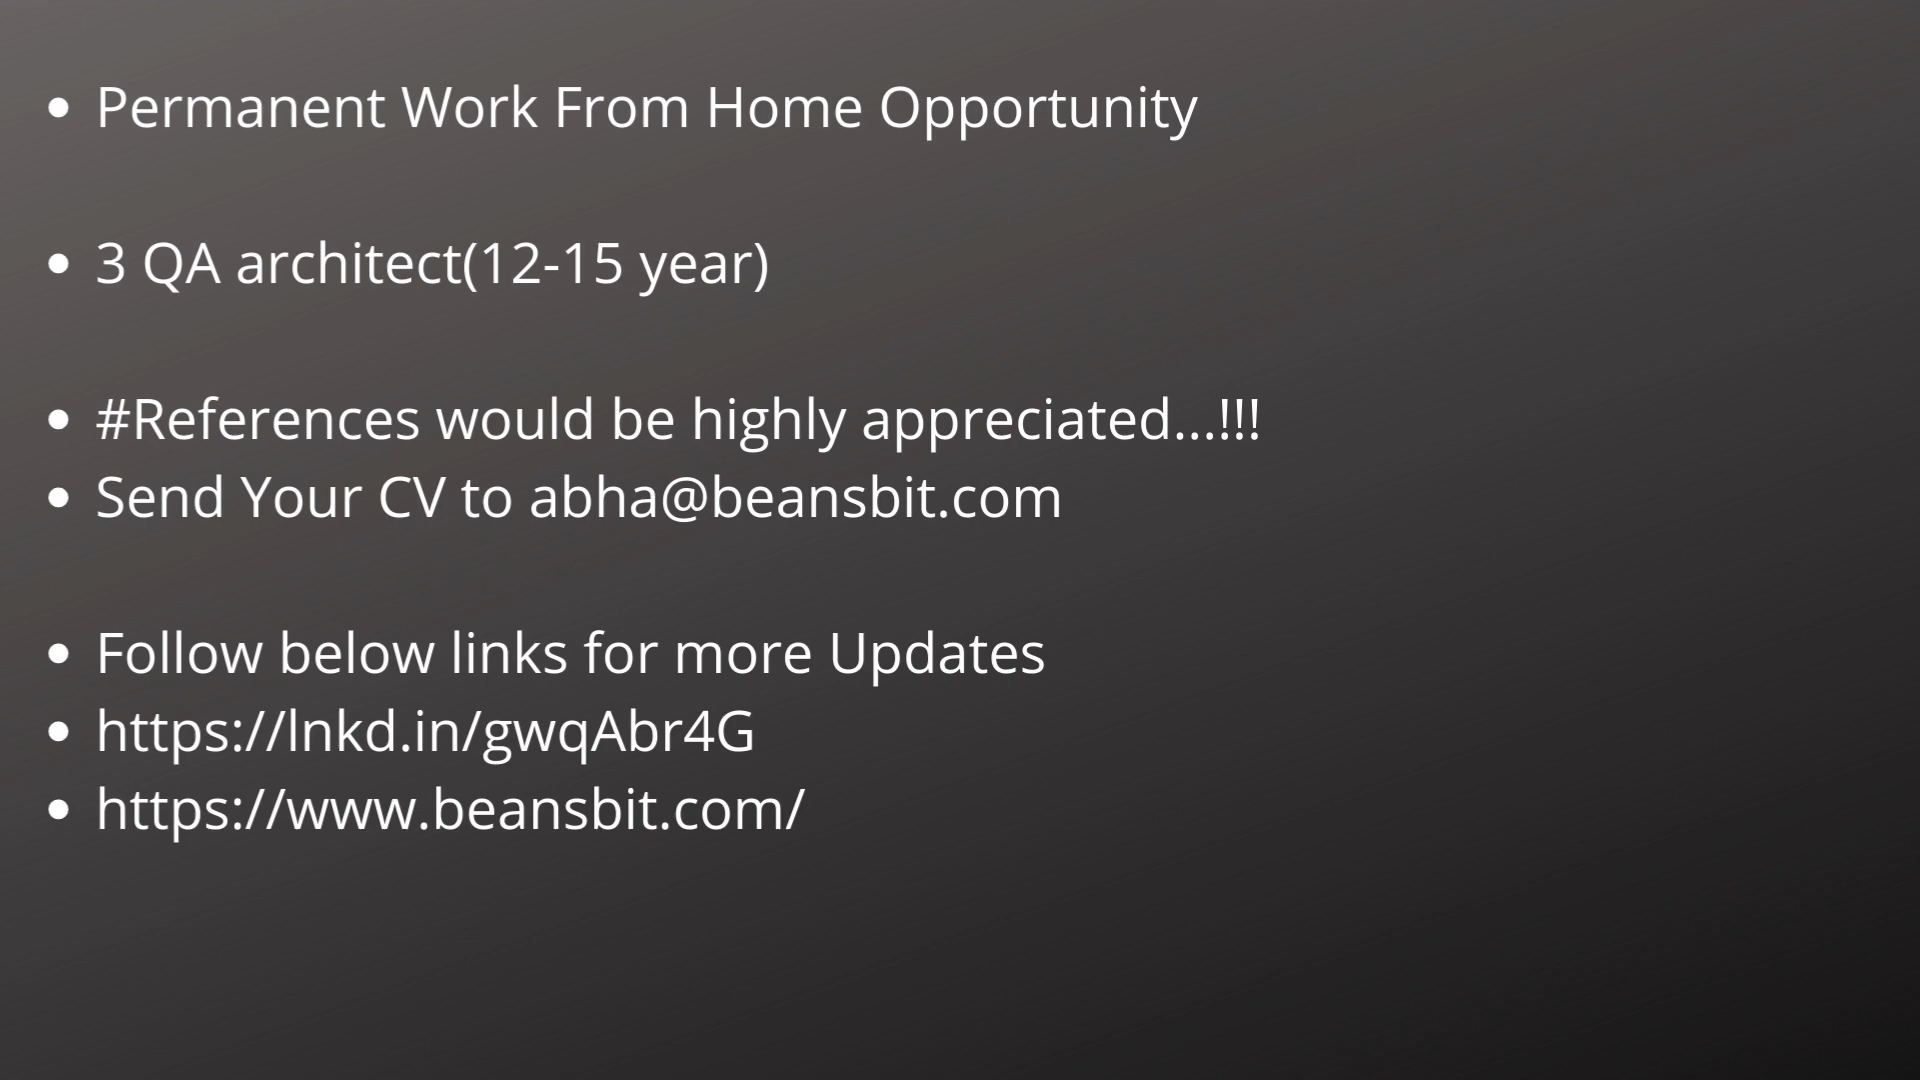 • Permanent Work From Home Opportunity
• 3 QA architect(12-15 year)
• #References would be highly appreciated...!!!
• Send Your CV to abha@beansbit.com
• Follow below links for more Updates
• https://lnkd.in/gwqAbr4G
• https://www.beansbit.com/